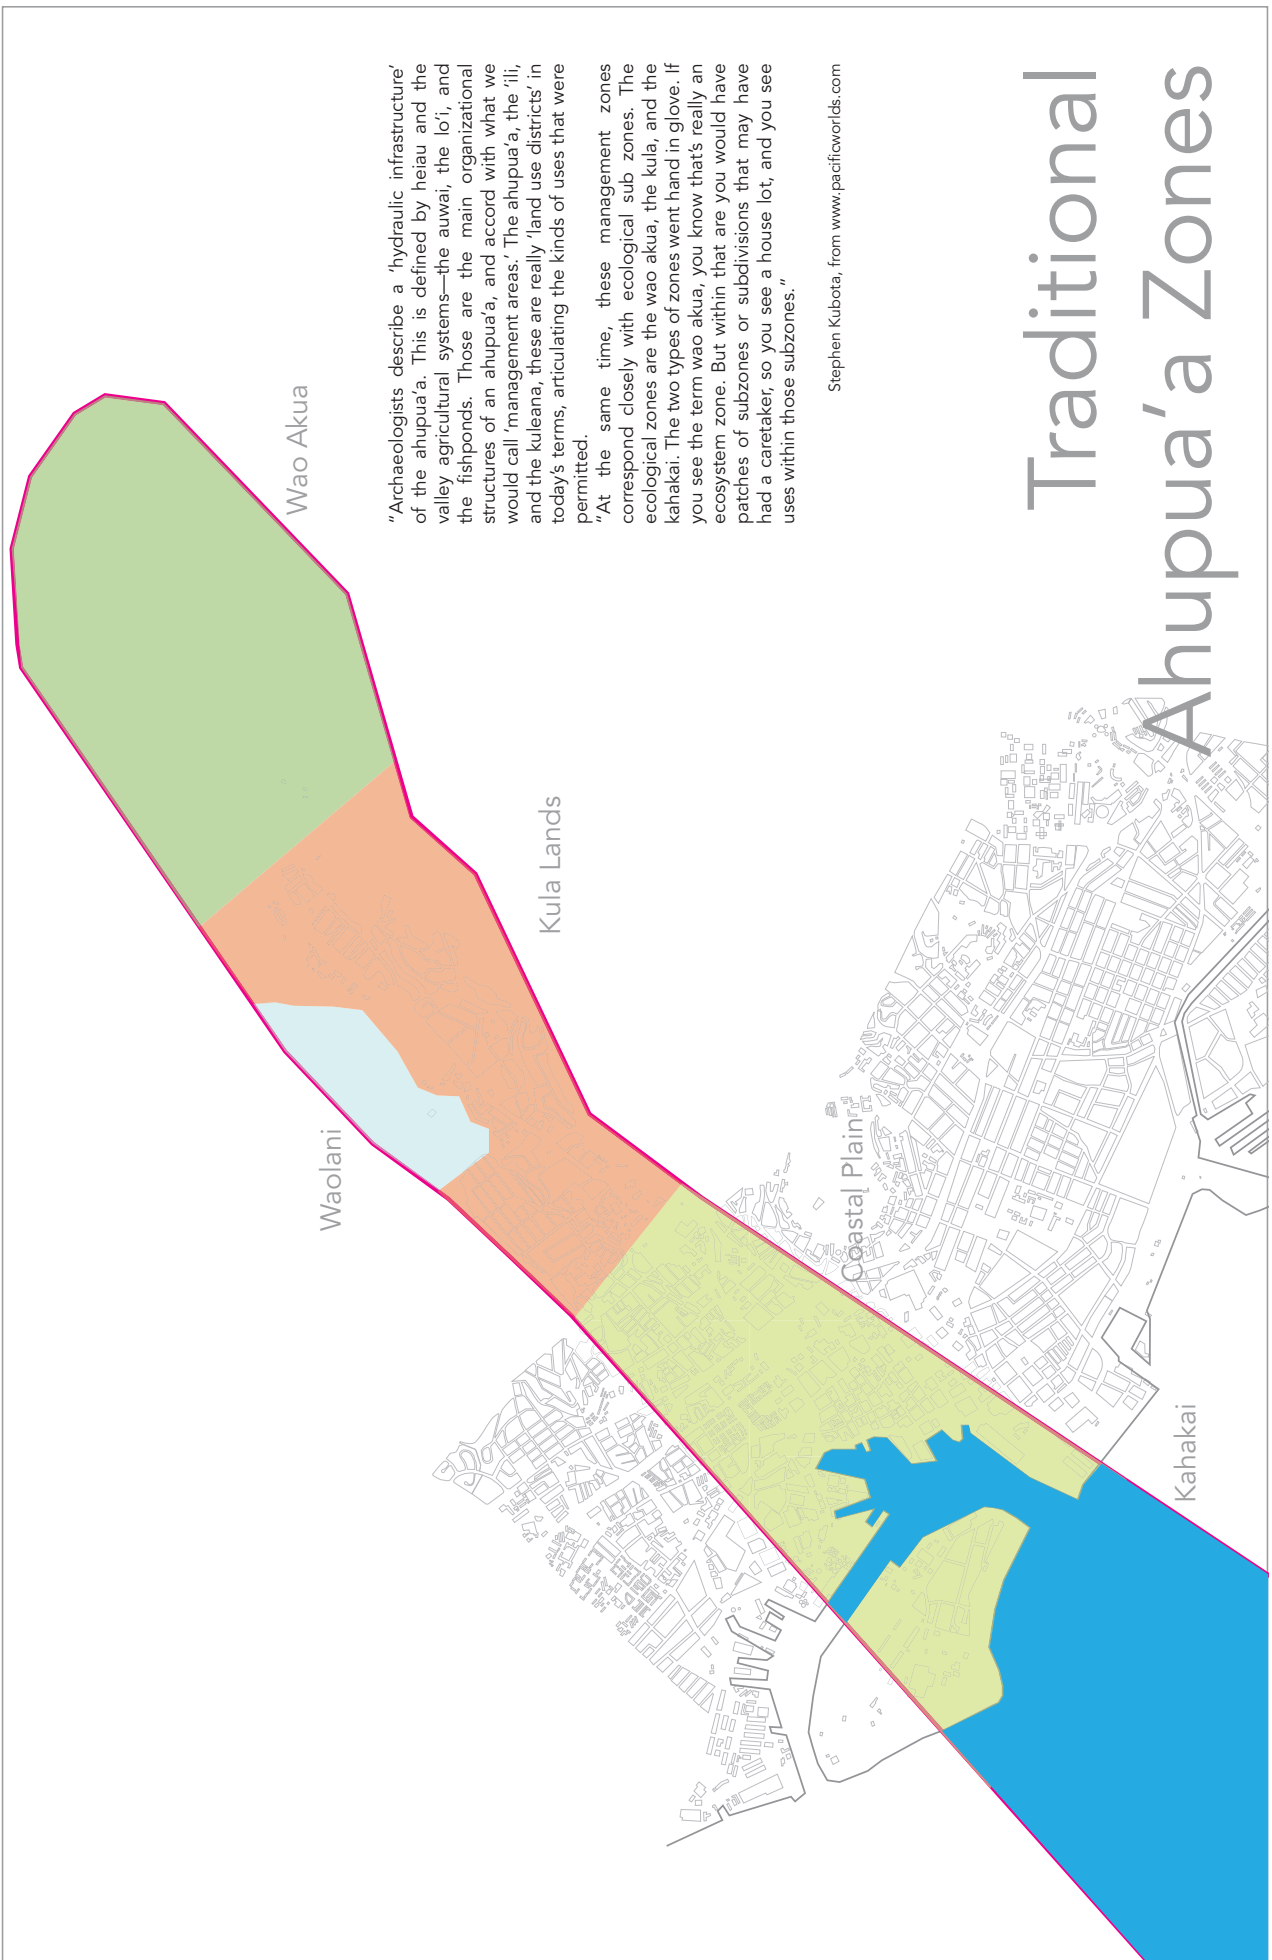 Traditional
Ahupua’a Zones
“Archaeologists describe a ‘hydraulic infrastructure’
of the ahupua’a. This is defined by heiau and the
valley agricultural systems—the auwai, the lo’i, and
the fishponds. Those are the main organizational
structures of an ahupua’a, and accord with what we
would call ‘management areas.’ The ahupua’a, the ‘ili,
and the kuleana, these are really ‘land use districts’ in
today’s terms, articulating the kinds of uses that were
permitted.
“At the same time, these management zones
correspond closely with ecological sub zones. The
ecological zones are the wao akua, the kula, and the
kahakai. The two types of zones went hand in glove. If
you see the term wao akua, you know that’s really an
ecosystem zone. But within that are you would have
patches of subzones or subdivisions that may have
had a caretaker, so you see a house lot, and you see
uses within those subzones.”
Stephen Kubota, from www.pacificworlds.com
Wao Akua
Kula Lands
Waolani
Coastal Plain
Kahakai